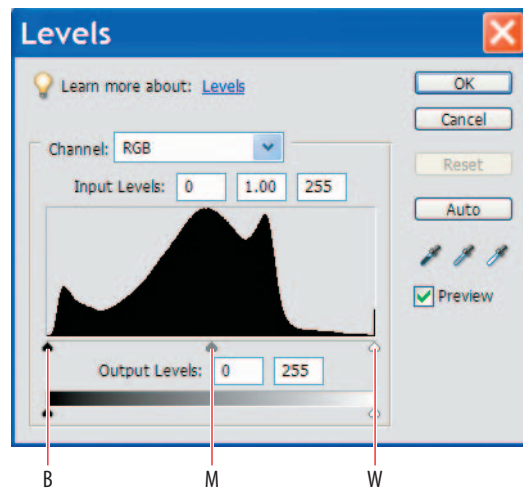 Levels
Learn more about: Levels
OK
Cancel
Channel: RGB
Reset
Input Levels: 0 1.00 255
Auto
Preview
Output Levels: 0 255
B M W